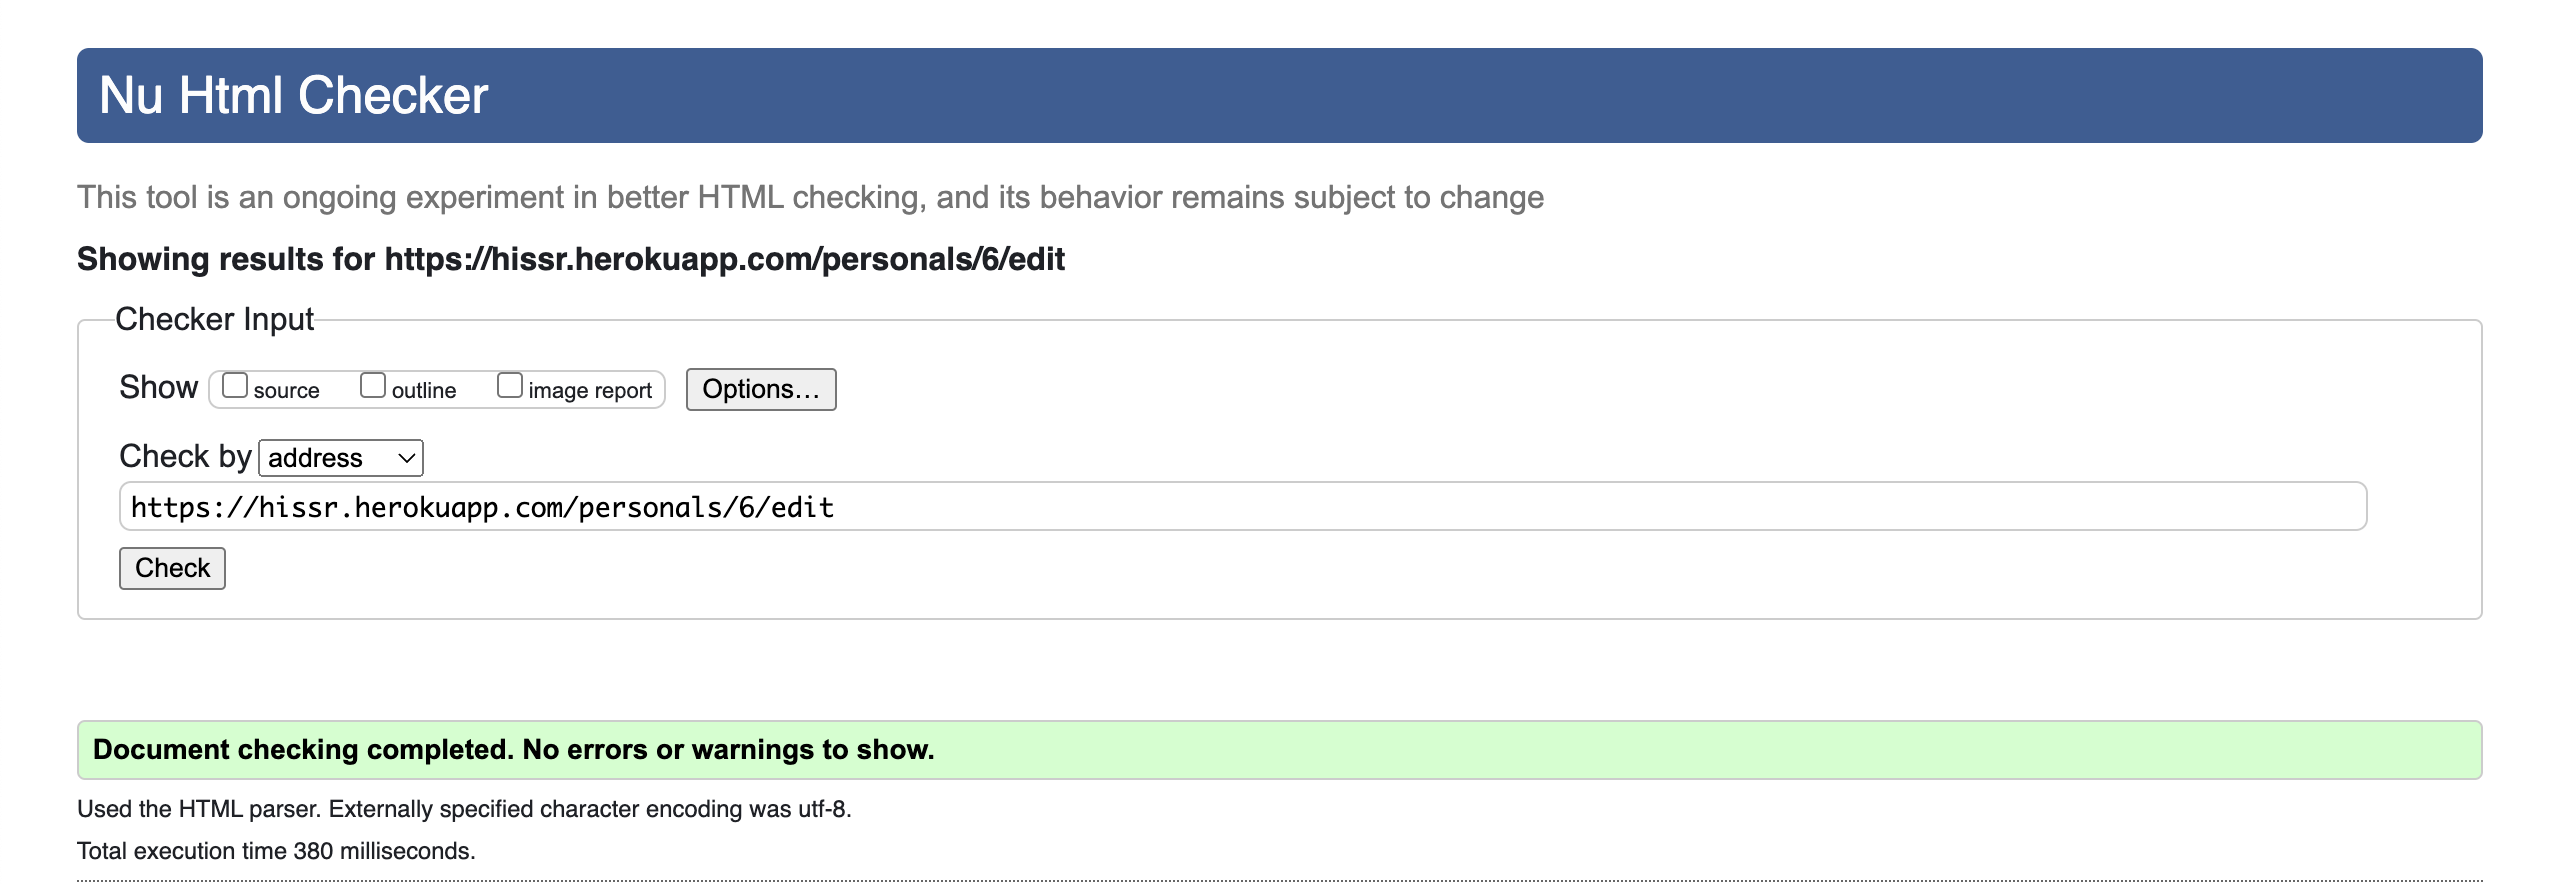 Nu Html Checker
This tool is an ongoing experiment in better HTML checking, and its behavior remains subject to change
Showing results for https://hissr.herokuapp.com/personals/6/edit
Checker Input
Show source outline image report Options…
Check by address
https://hissr.herokuapp.com/personals/6/edit
Check
Document checking completed. No errors or warnings to show.
Used the HTML parser. Externally specified character encoding was utf-8.
Total execution time 380 milliseconds.